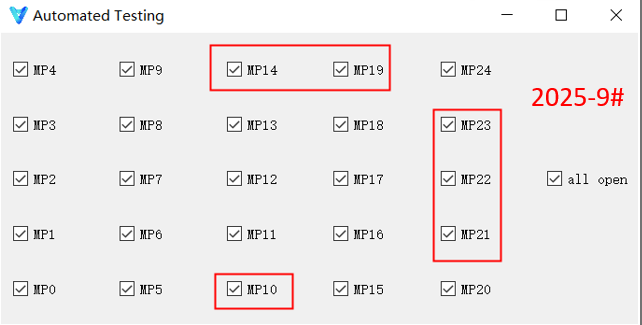 Automated Testing
MP4 MP9 MP14 MP19 MP24
2025-9#
MP3 MP8 MP13 MP18 MP23
MP2 MP7 MP12 MP17 MP22 all open
MP1 MP6 MP11 MP16 MP21
MP0 MP5 MP10 MP15 MP20